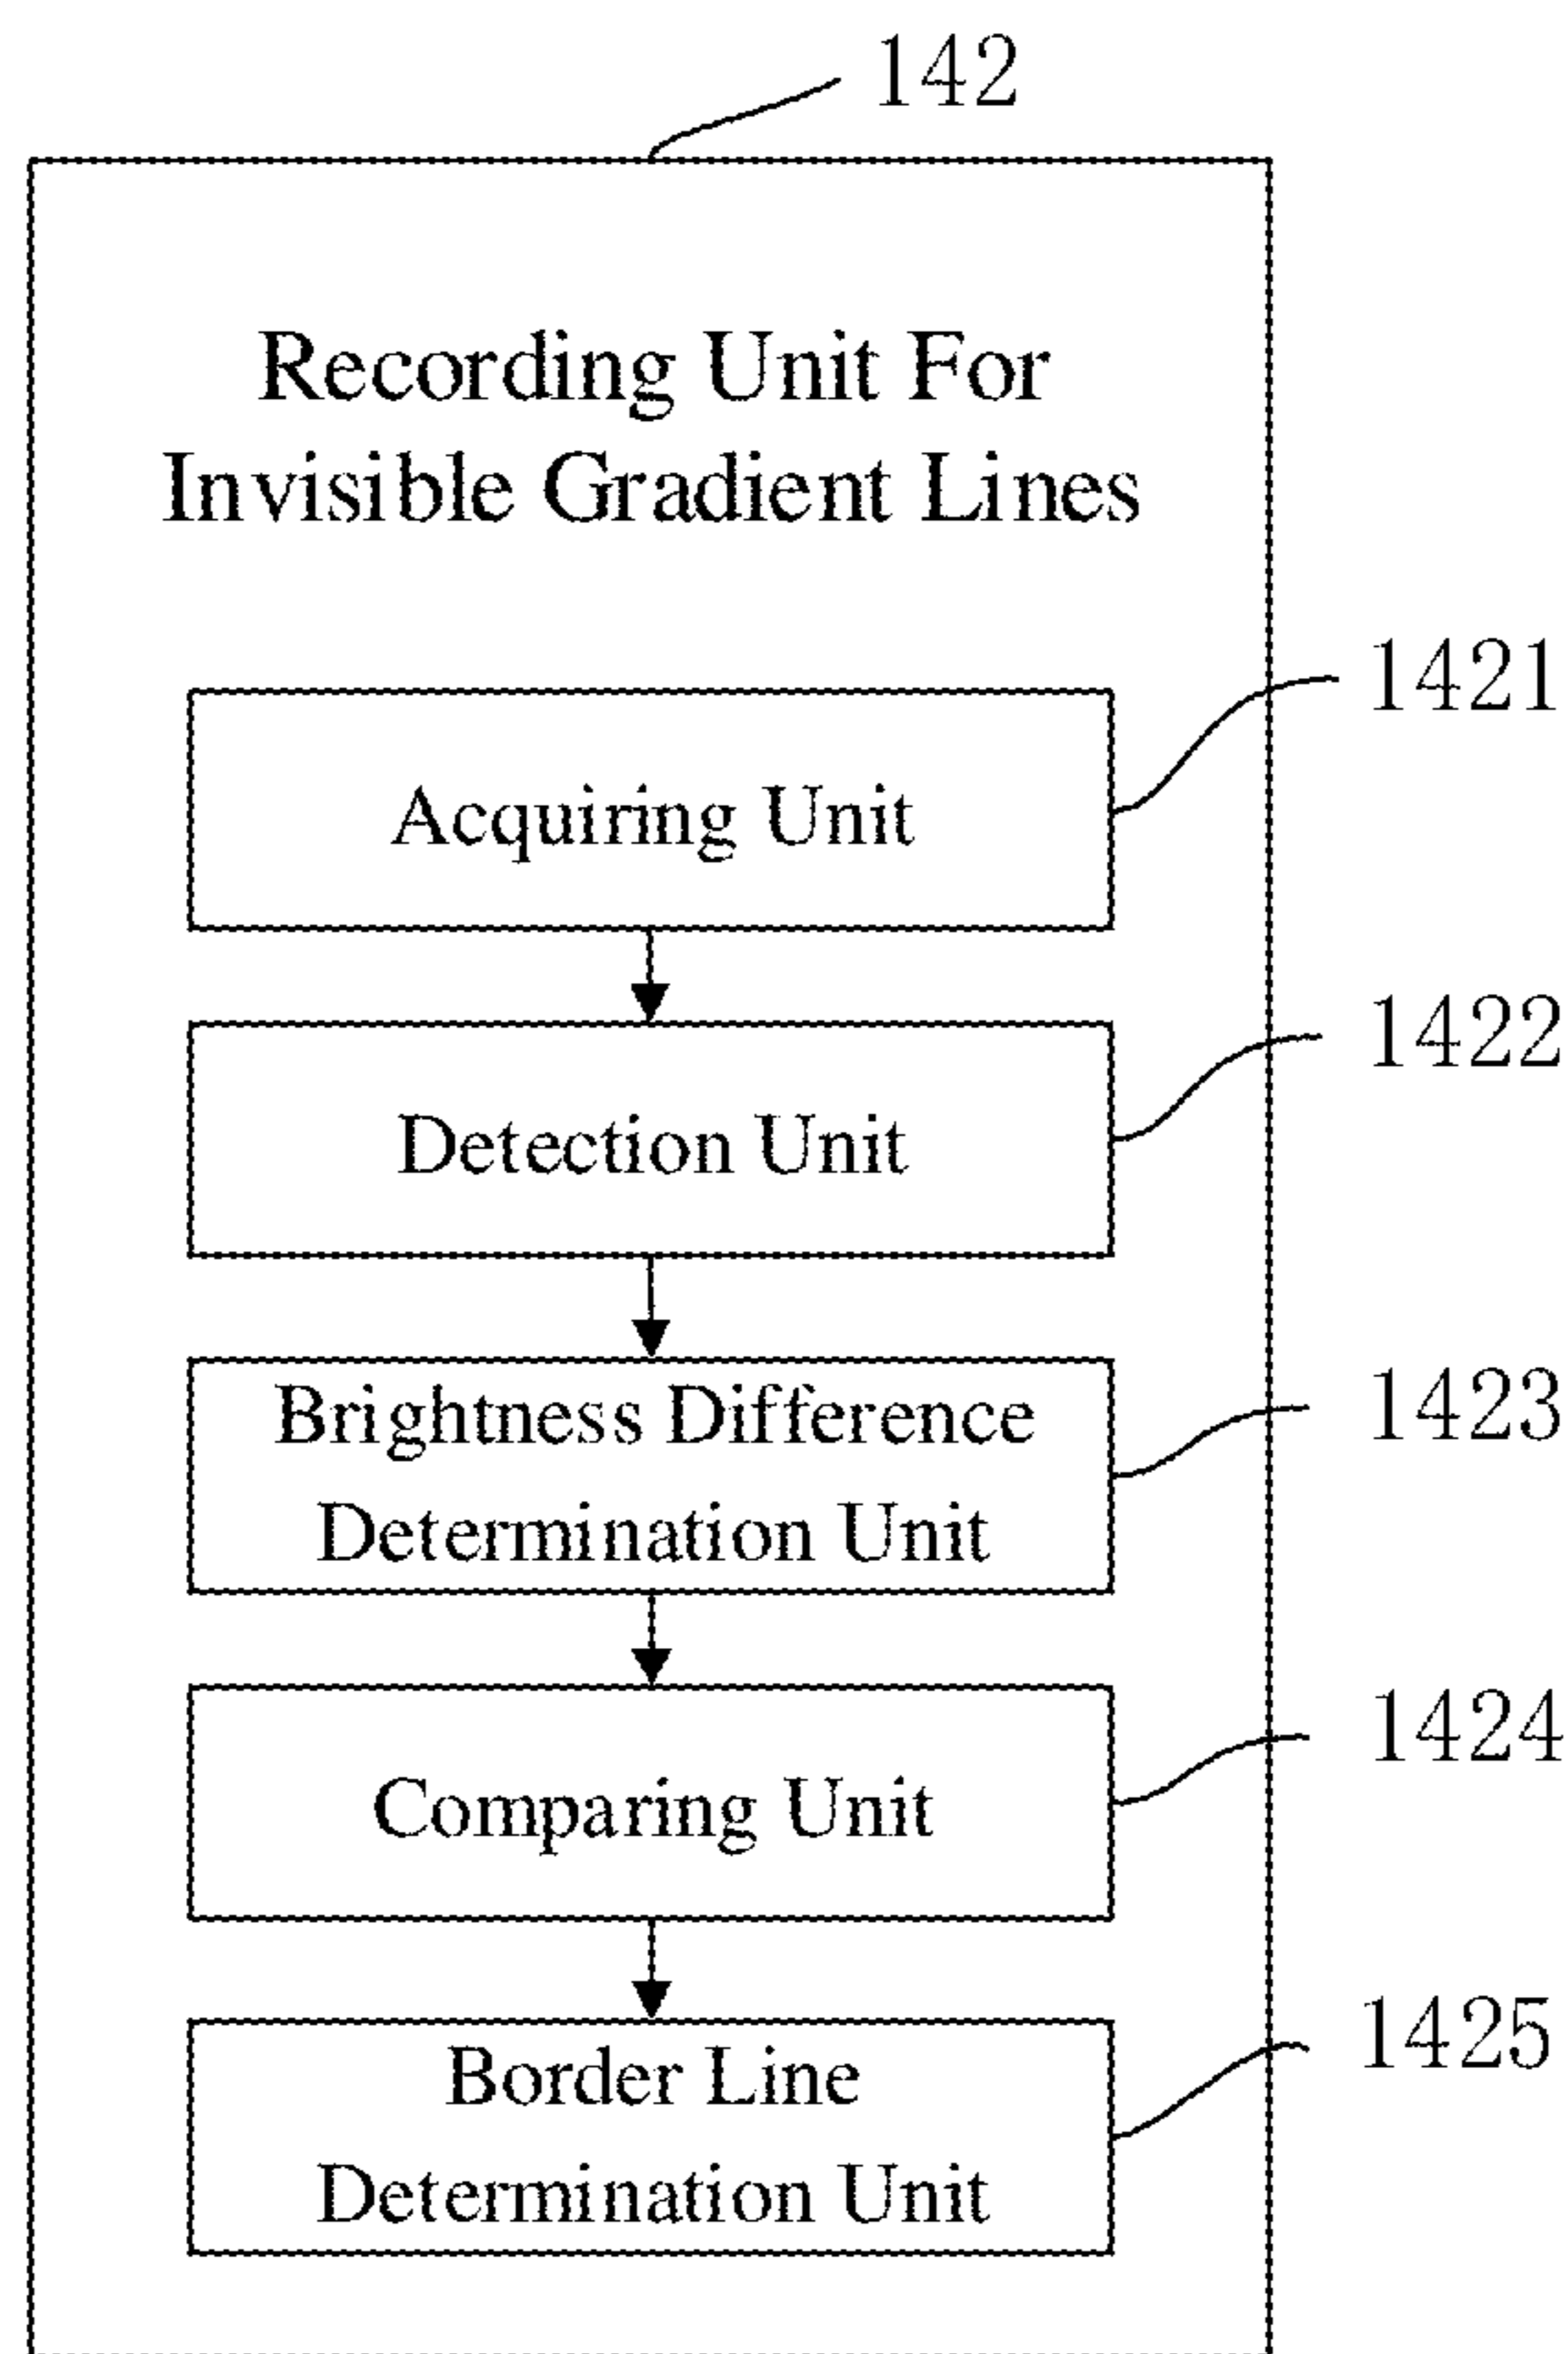 142
Recording Unit For
Invisible Gradient Lines
1421
Acquiring Unit
1422
Detection Unit
1423
Brightness Difference
Determination Unit
1424
Comparing Unit
1425
Border Line
Determination Unit